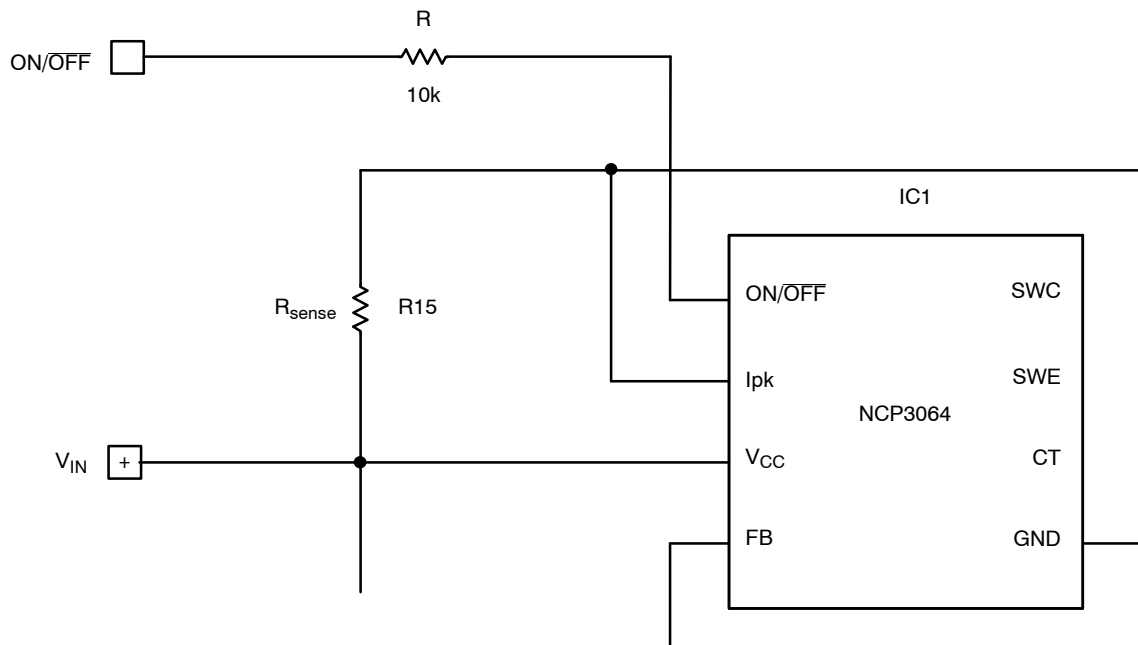 R
ON/OFF
10k
IC1
ON/OFF
SWC
Rsense
R15
Ipk
SWE
NCP3064
VIN
+
VCC
CT
FB
GND